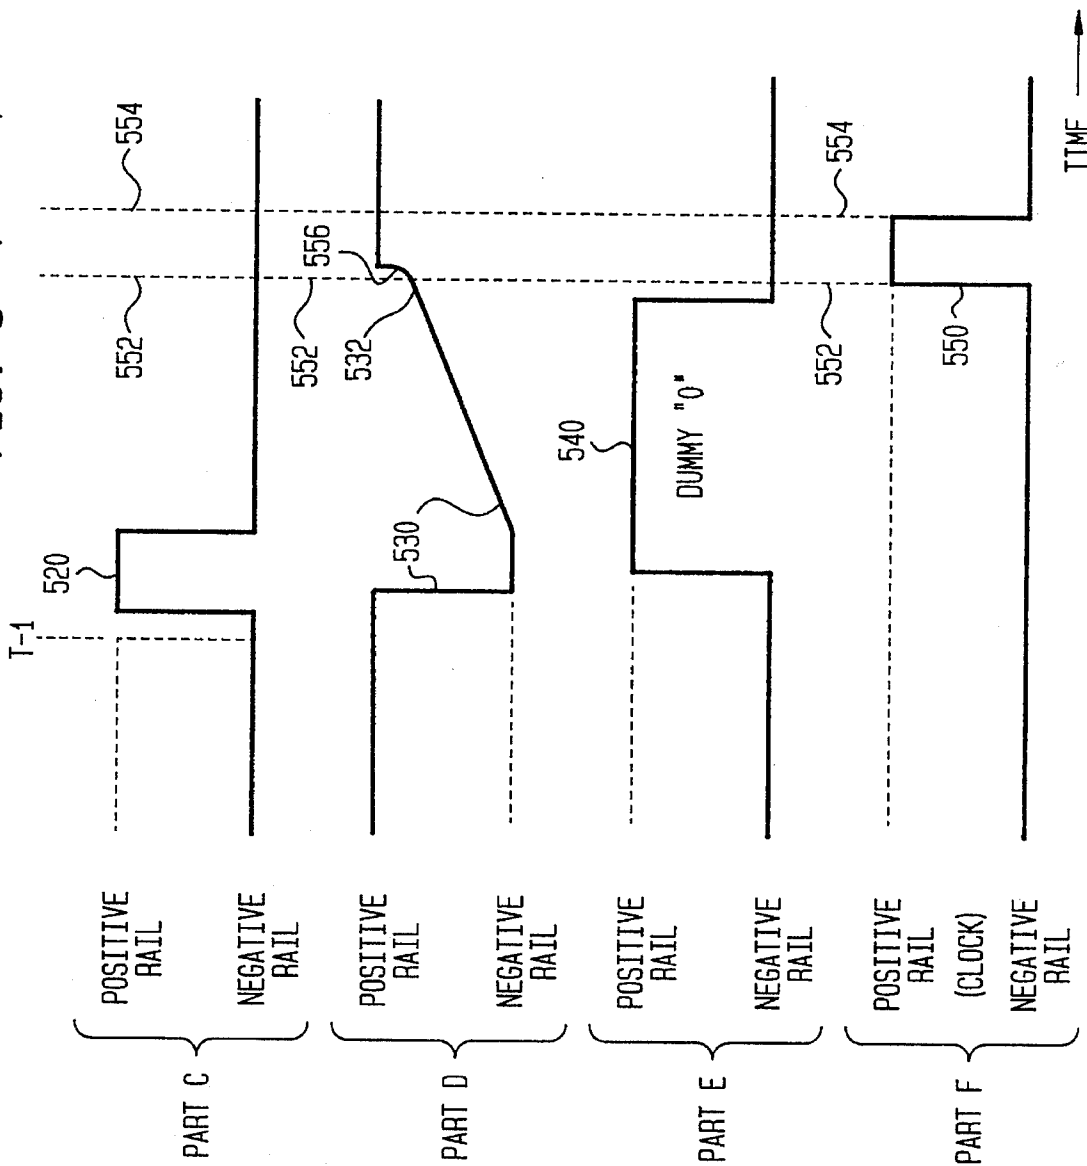 T-1
520
552
554
POSITIVE
RAIL
NEGATIVE
RAIL
PART C
530
532
552
556
POSITIVE
RAIL
NEGATIVE
RAIL
PART D
540
DUMMY "0"
POSITIVE
RAIL
NEGATIVE
RAIL
PART E
552
554
550
POSITIVE
RAIL
(CLOCK)
NEGATIVE
RAIL
PART F
TIME